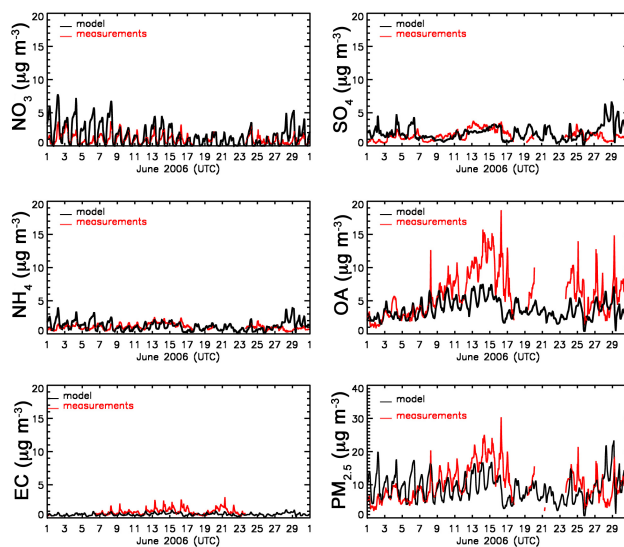 model
measurements
NO3 (μg m-3)
20
15
10
5
0
1 3 5 7 9 11 13 15 17 19 21 23 25 27 29 1
June 2006 (UTC)
model
measurements
SO4 (μg m-3)
20
15
10
5
0
1 3 5 7 9 11 13 15 17 19 21 23 25 27 29
June 2006 (UTC)
model
measurements
NH4 (μg m-3)
20
15
10
5
0
1 3 5 7 9 11 13 15 17 19 21 23 25 27 29 1
June 2006 (UTC)
model
measurements
OA (μg m-3)
20
15
10
5
0
1 3 5 7 9 11 13 15 17 19 21 23 25 27 29
June 2006 (UTC)
model
measurements
EC (μg m-3)
20
15
10
5
0
1 3 5 7 9 11 13 15 17 19 21 23 25 27 29 1
June 2006 (UTC)
model
measurements
PM2.5 (μg m-3)
40
30
20
10
0
1 3 5 7 9 11 13 15 17 19 21 23 25 27 29
June 2006 (UTC)